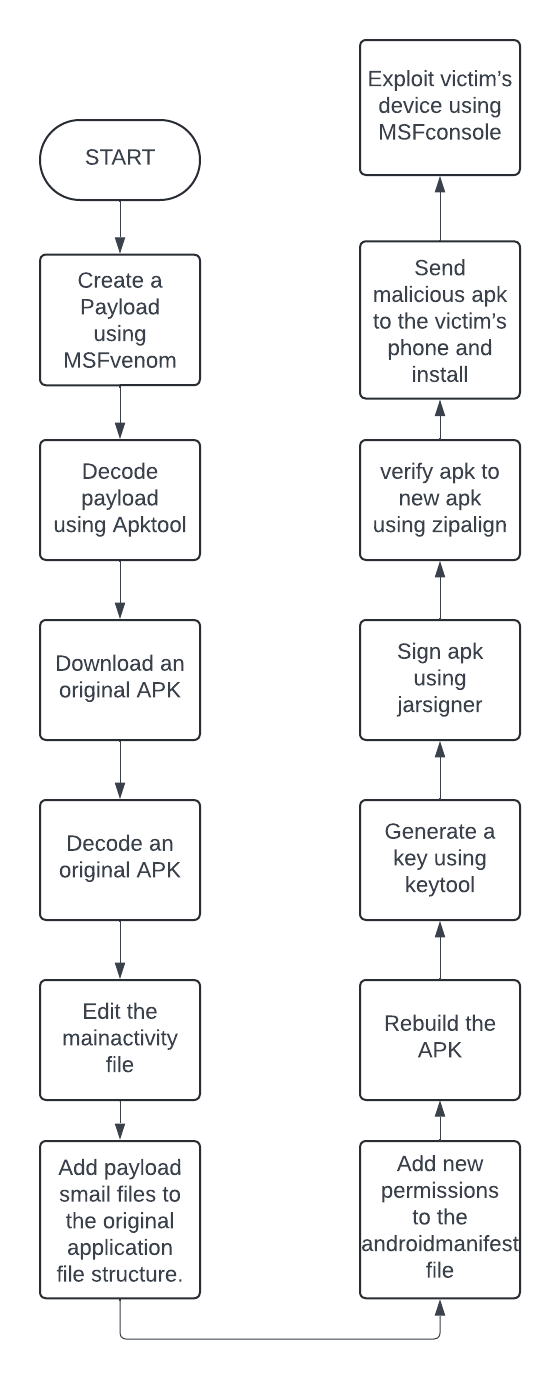 START
Create a
Payload
using
MSFvenom
Decode
payload
using Apktool
Download an
original APK
Decode an
original APK
Edit the
mainactivity
file
Add payload
smail files to
the original
application
file structure.
Add new
permissions
to the
androidmanifest
file
Rebuild the
APK
Generate a
key using
keytool
Sign apk
using
jarsigner
verify apk to
new apk
using zipalign
Send
malicious apk
to the victim’s
phone and
install
Exploit victim’s
device using
MSFconsole